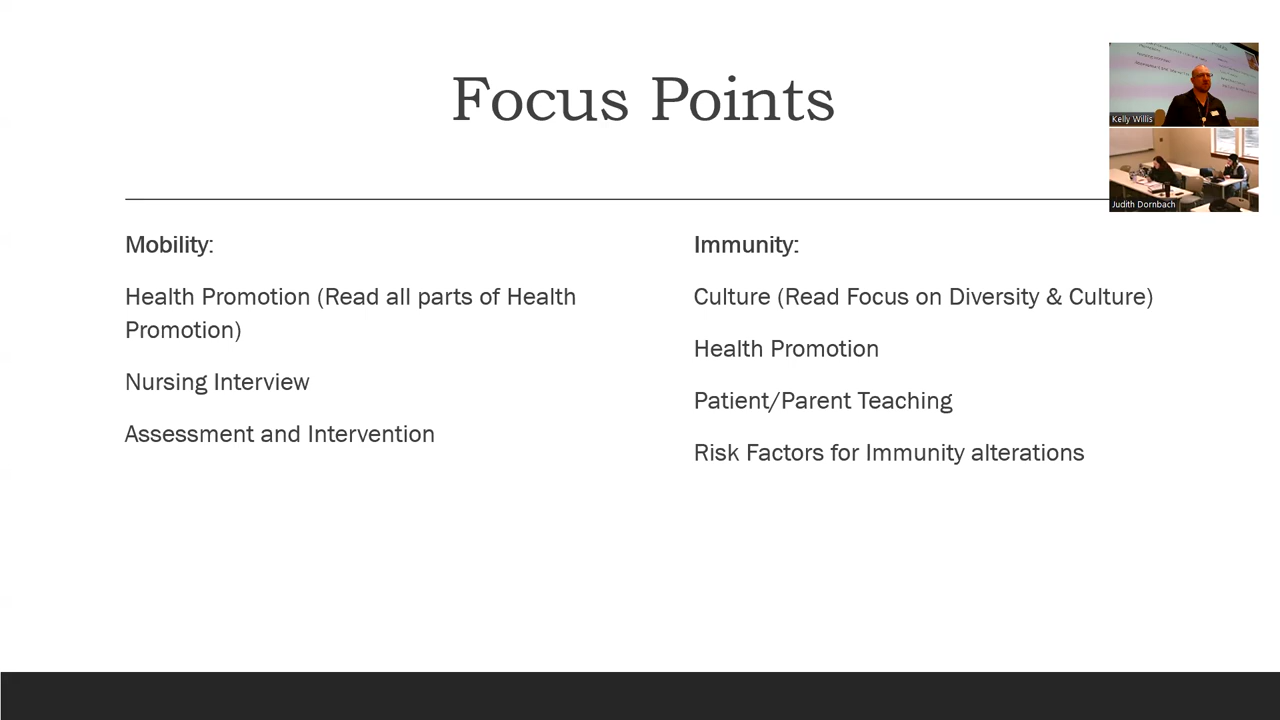 Focus Points
Kelly Willis
Judith Dornbach
Mobility:
Health Promotion (Read all parts of Health
Promotion)
Nursing Interview
Assessment and Intervention
Immunity:
Culture (Read Focus on Diversity & Culture)
Health Promotion
Patient/Parent Teaching
Risk Factors for Immunity alterations